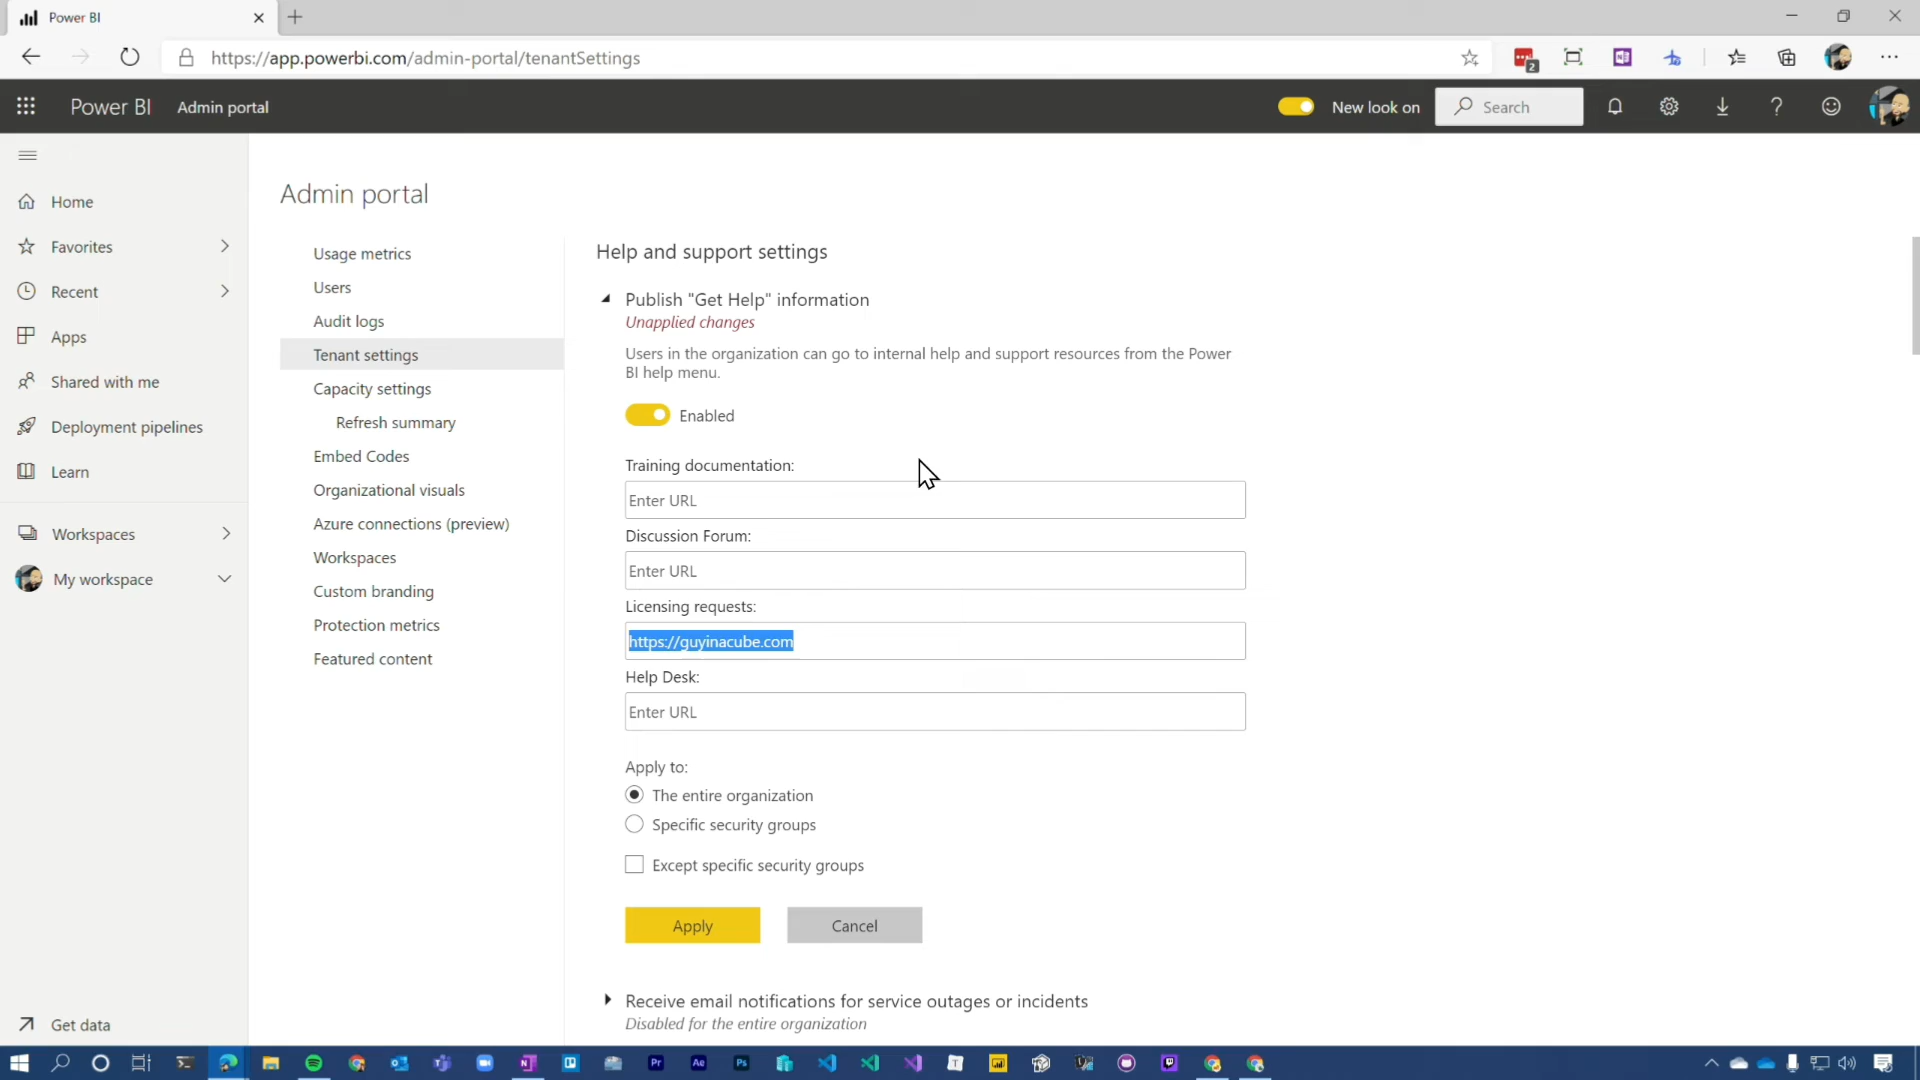 Power BI
https://app.powerbi.com/admin-portal/tenantSettings
2
Power BI
Admin portal
New look on
Search
Home
Favorites
Recent
Apps
Shared with me
Deployment pipelines
Learn
Workspaces
My workspace
Get data
Admin portal
Usage metrics
Users
Audit logs
Tenant settings
Capacity settings
Refresh summary
Embed Codes
Organizational visuals
Azure connections (preview)
Workspaces
Custom branding
Protection metrics
Featured content
Help and support settings
Publish "Get Help" information
Unapplied changes
Users in the organization can go to internal help and support resources from the Power
BI help menu.
Enabled
Training documentation:
Enter URL
Discussion Forum:
Enter URL
Licensing requests:
https://guyinacube.com
Help Desk:
Enter URL
Apply to:
The entire organization
Specific security groups
Except specific security groups
Apply
Cancel
Receive email notifications for service outages or incidents
Disabled for the entire organization
Pr
Ae
Ps